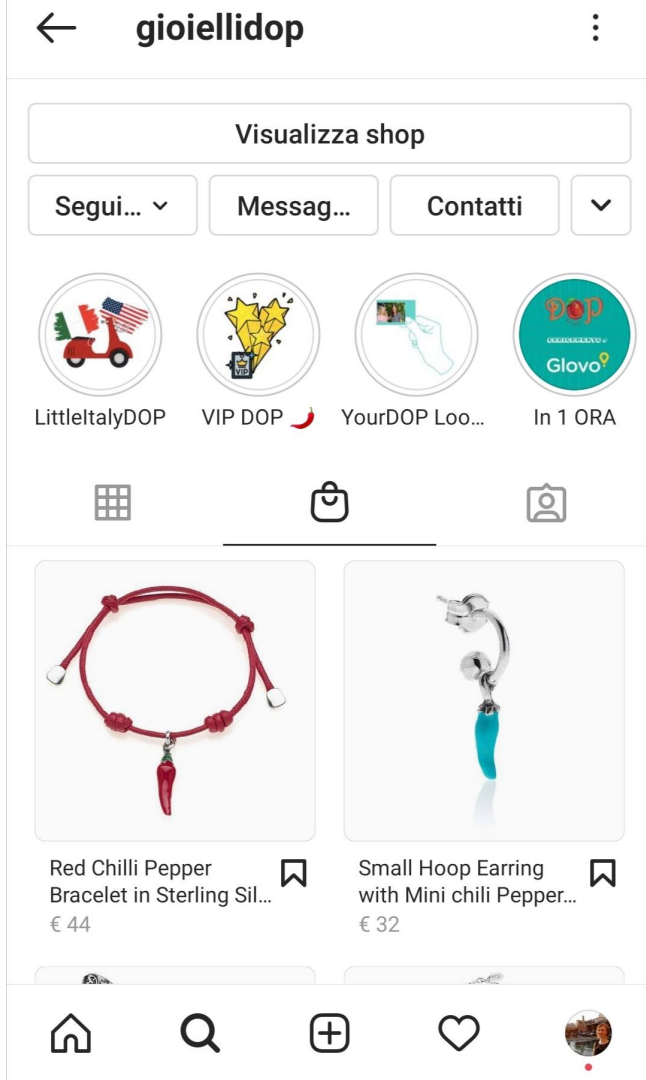 gioiellidop
Visualizza shop
Segui... Messag... Contatti
VIP
DOP
Glovo
LittleItalyDOP VIP DOP YourDOP Loo... In 1 ORA
Red Chilli Pepper
Bracelet in Sterling Sil...
€ 44
Small Hoop Earring
with Mini chili Pepper...
€ 32